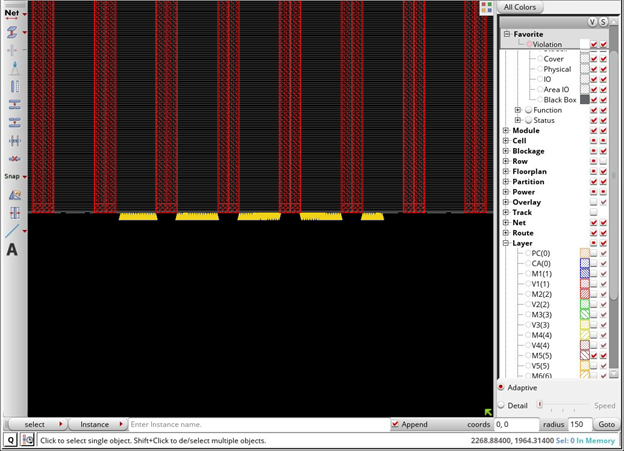 Net
Snap
A
All Colors
V S
Favorite
Violation
Cover
Physical
IO
Area IO
Black Box
Function
Status
Module
Cell
Blockage
Row
Floorplan
Partition
Power
Overlay
Track
Net
Route
Layer
PC(0)
CA(0)
M1(1)
V1(1)
M2(2)
V2(2)
M3(3)
V3(3)
M4(4)
V4(4)
M5(5)
V5(5)
M6(6)
Adaptive
Detail Speed
select Instance Enter Instance name. Append coords 0, 0 radius 150 Goto
Q Click to select single object. Shift+Click to de/select multiple objects. 2268.88400, 1964.31400 Sel: 0 In Memory